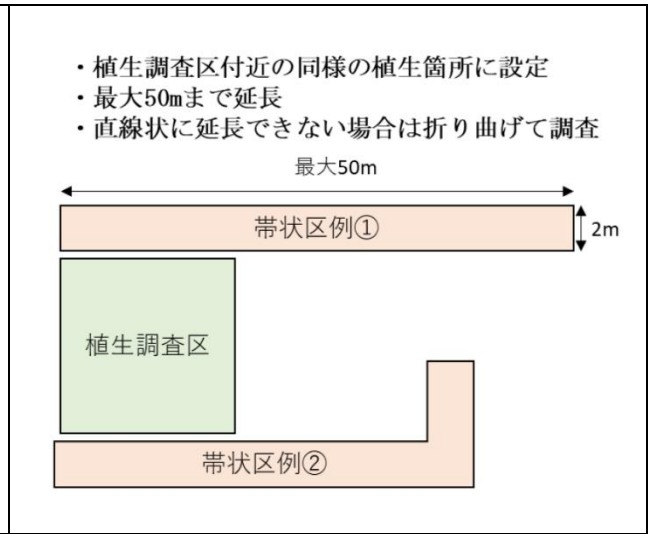 ・植生調査区付近の同様の植生箇所に設定
・最大50mまで延長
・直線状に延長できない場合は折り曲げて調査
最大50m
帯状区例①
2m
植生調査区
帯状区例②